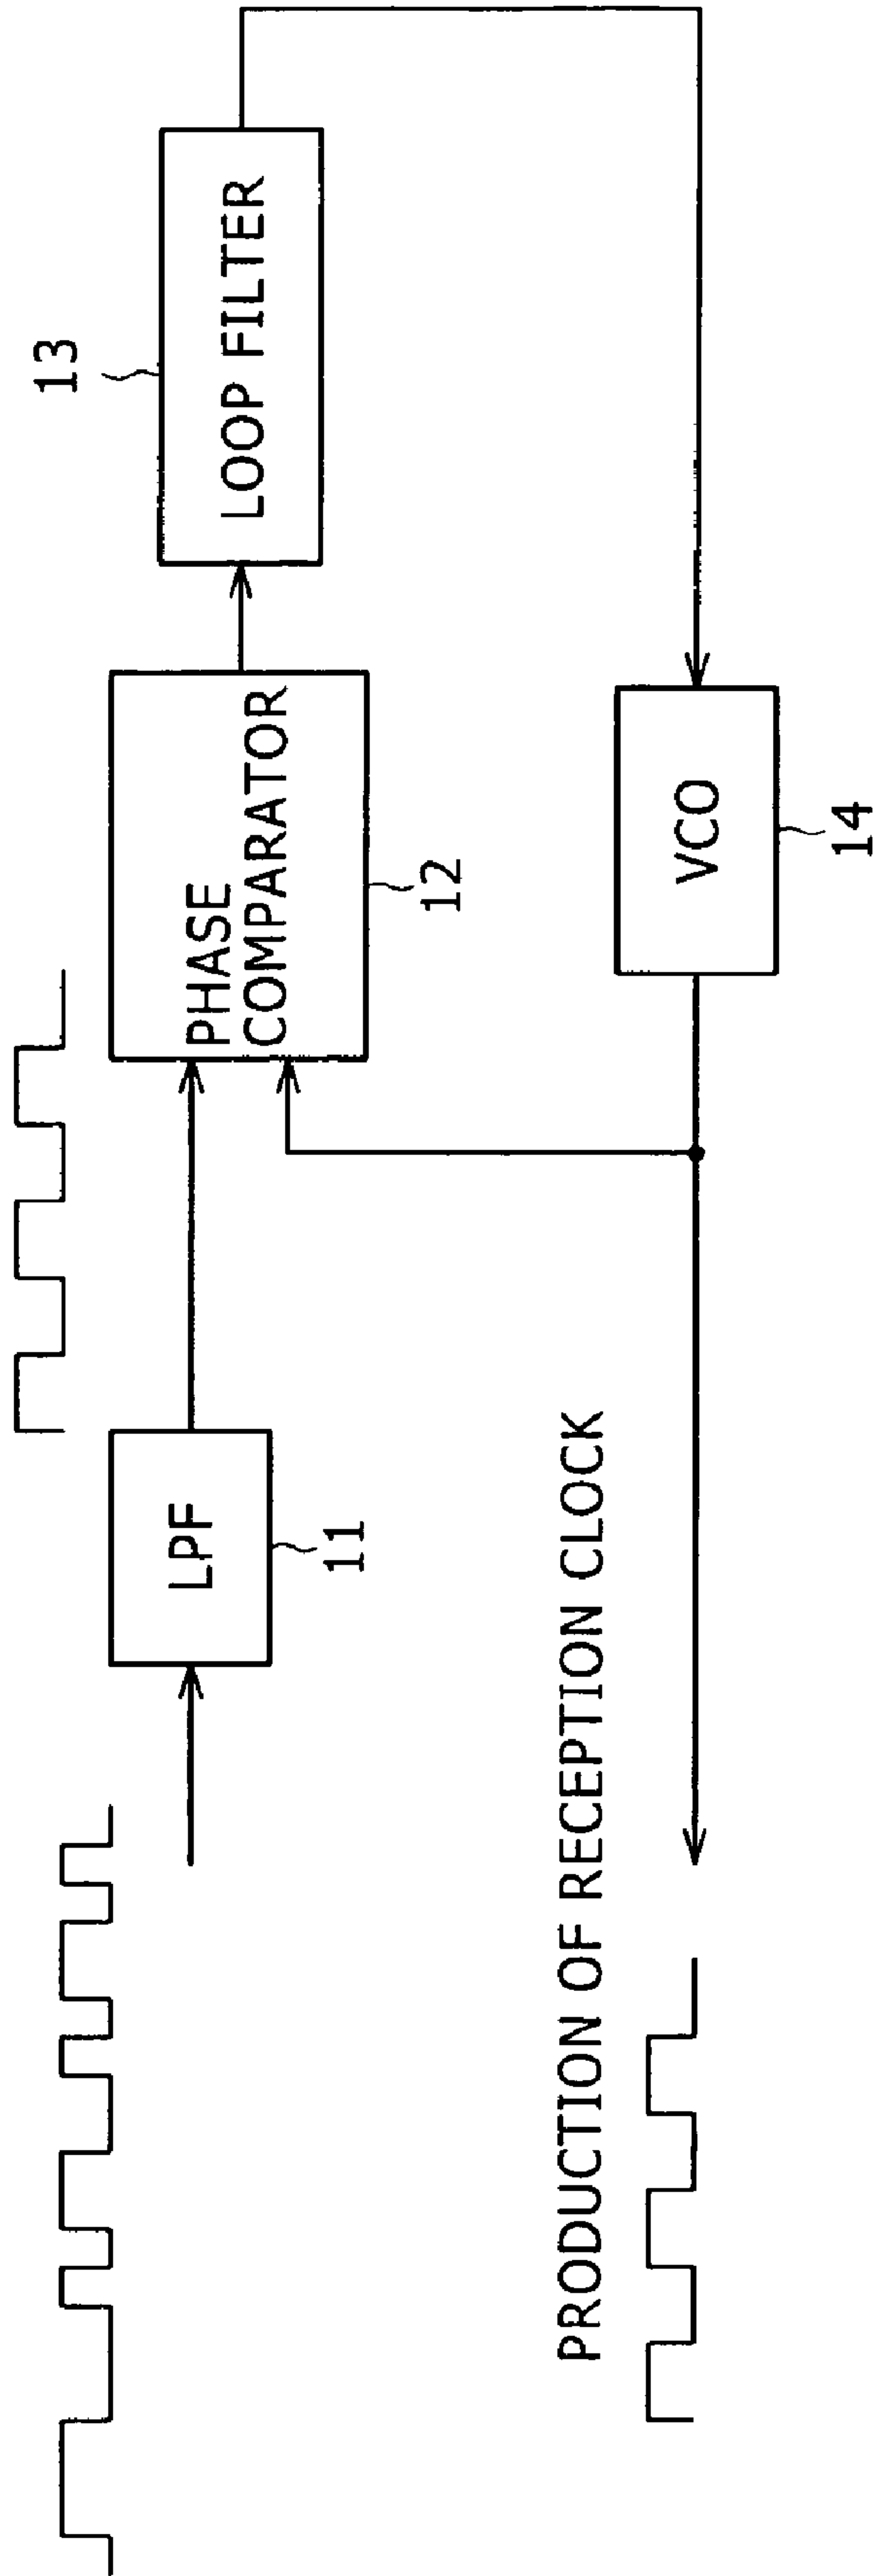 LPF
11
PHASE
COMPARATOR
12
LOOP FILTER
13
VCO
14
PRODUCTION OF RECEPTION CLOCK